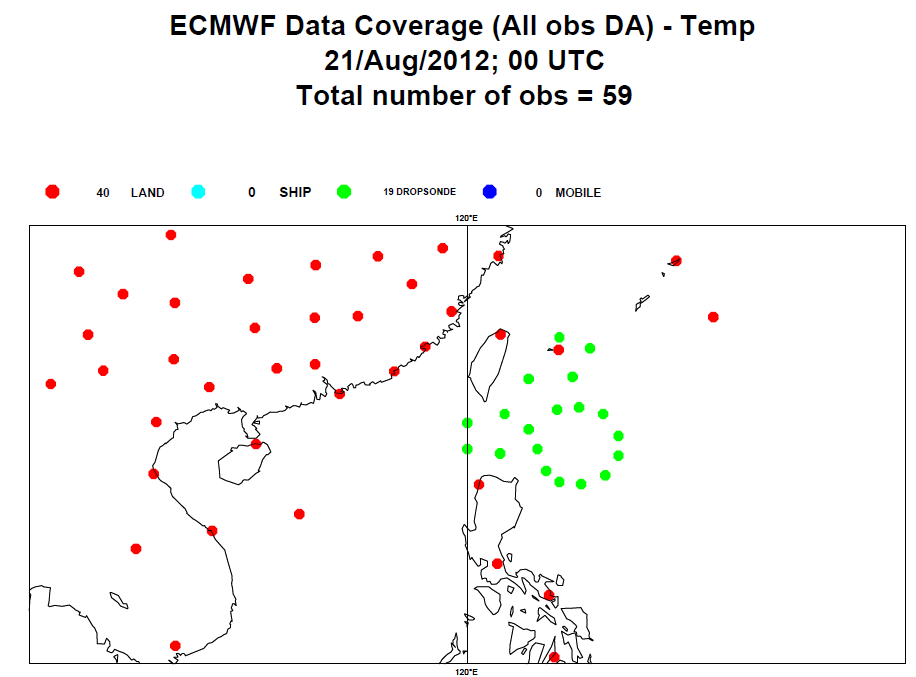 ECMWF Data Coverage (All obs DA) - Temp
21/Aug/2012; 00 UTC
Total number of obs = 59
40 LAND 0 SHIP 19 DROPSONDE 0 MOBILE
120°E
120°E